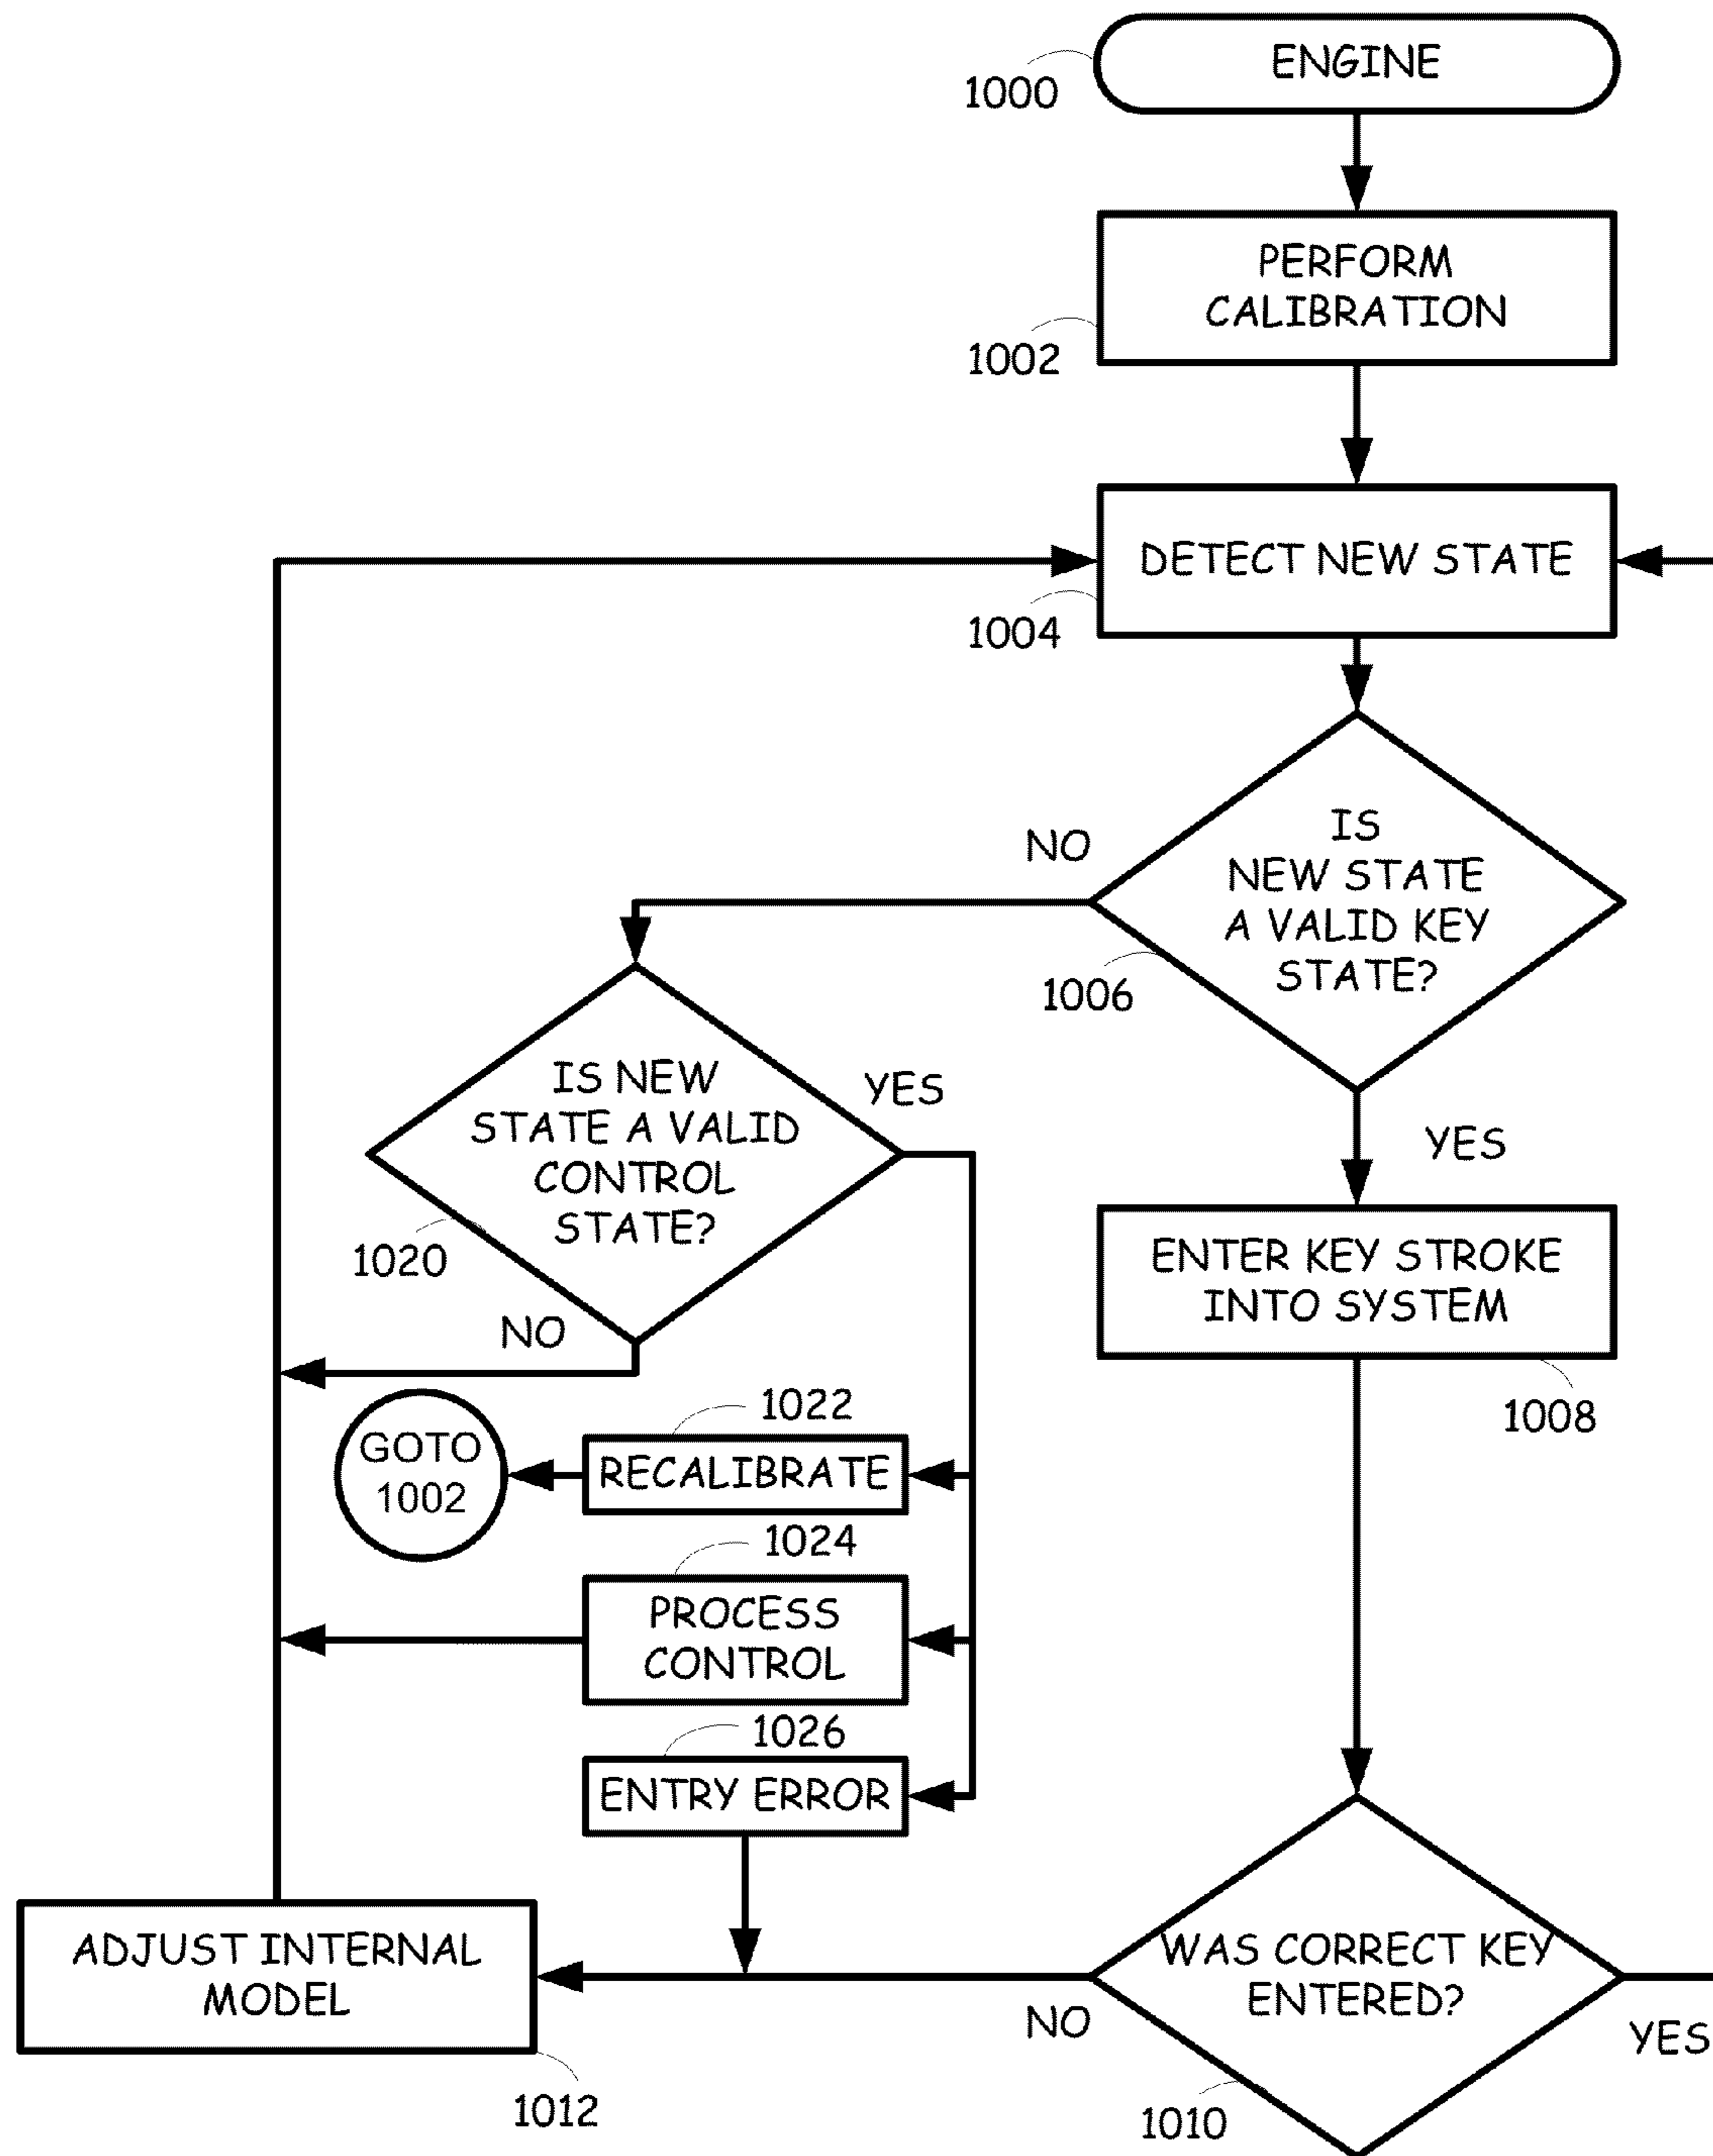 ENGINE
1000
PERFORM
CALIBRATION
1002
DETECT NEW STATE
1004
IS
NEW STATE
A VALID KEY
STATE?
NO
1006
YES
IS NEW
STATE A VALID
CONTROL
STATE?
YES
1020
NO
ENTER KEY STROKE
INTO SYSTEM
1008
1022
RECALIBRATE
GOTO
1002
1024
PROCESS
CONTROL
1026
ENTRY ERROR
ADJUST INTERNAL
MODEL
1012
WAS CORRECT KEY
ENTERED?
NO
YES
1010